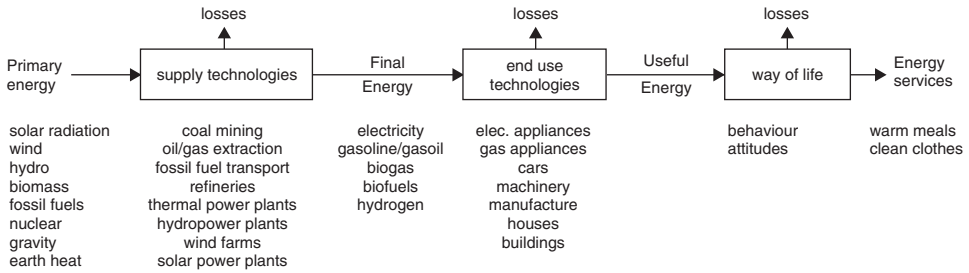 losses
losses
losses
Primary
energy
supply technologies
Final
Energy
end use
technologies
Useful
Energy
way of life
Energy
services
solar radiation
wind
hydro
biomass
fossil fuels
nuclear
gravity
earth heat
coal mining
oil/gas extraction
fossil fuel transport
refineries
thermal power plants
hydropower plants
wind farms
solar power plants
electricity
gasoline/gasoil
biogas
biofuels
hydrogen
elec. appliances
gas appliances
cars
machinery
manufacture
houses
buildings
behaviour
attitudes
warm meals
clean clothes